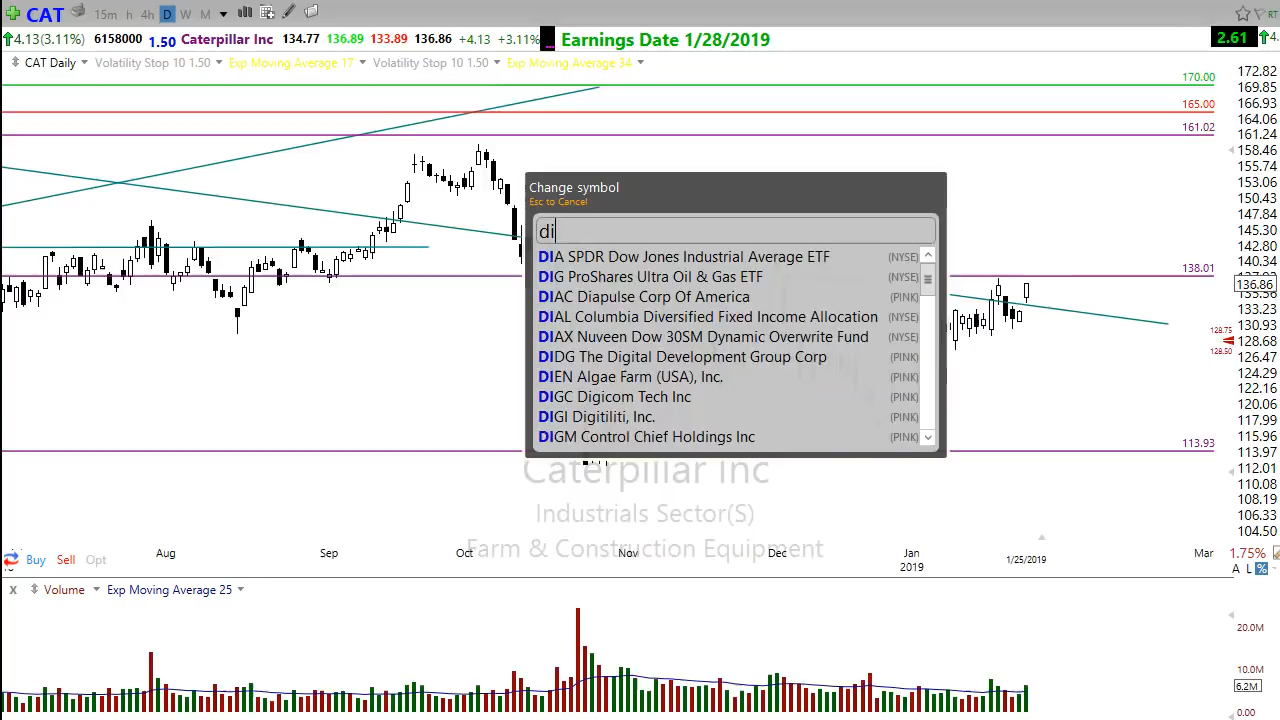 CAT 15m h 4h D W M RT
4.13(3.11%) 6158000 1.50 Caterpillar Inc 134.77 136.89 133.89 136.86 +4.13 +3.11% ... Earnings Date 1/28/2019 2.61 4.
CAT Daily Volatility Stop 10 1.50 Exp Moving Average 17 Volatility Stop 10 1.50 Exp Moving Average 34
170.00
165.00
161.02
138.01
113.93
172.82
169.85
166.93
164.06
161.24
158.46
155.74
153.06
150.43
147.84
145.30
142.80
140.34
136.86
133.23
130.93
128.75
128.68
128.50
126.47
124.29
122.16
120.06
117.99
115.96
113.97
112.01
110.08
108.19
106.33
104.50
Change symbol
Esc to Cancel
di
DIA SPDR Dow Jones Industrial Average ETF (NYSE)
DIG ProShares Ultra Oil & Gas ETF (NYSE)
DIAC Diapulse Corp Of America (PINK)
DIAL Columbia Diversified Fixed Income Allocation (NYSE)
DIAX Nuveen Dow 30SM Dynamic Overwrite Fund (NYSE)
DIDG The Digital Development Group Corp (PINK)
DIEN Algae Farm (USA), Inc. (PINK)
DIGC Digicom Tech Inc (PINK)
DIGI Digitiliti, Inc. (PINK)
DIGM Control Chief Holdings Inc (PINK)
Caterpillar Inc
Industrials Sector(S)
Farm & Construction Equipment
Aug Sep Oct Nov Dec Jan Mar
2019 1/25/2019
Buy Sell Opt
1.75%
A L %
X Volume Exp Moving Average 25
20.0M
10.0M
6.2M
0.00